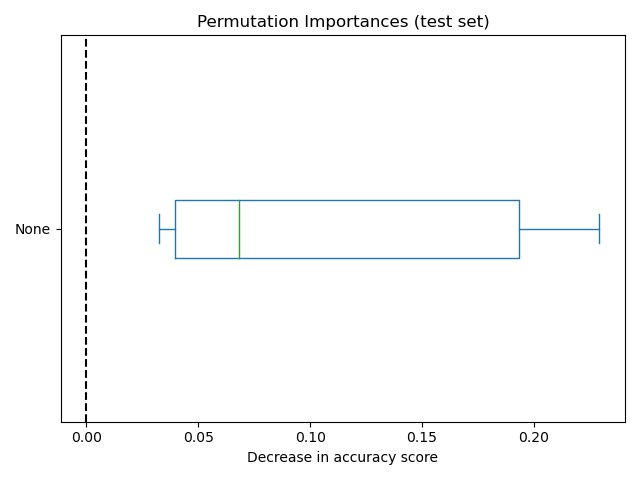 Permutation Importances (test set)
None
0.00
0.05
0.10
0.15
0.20
Decrease in accuracy score